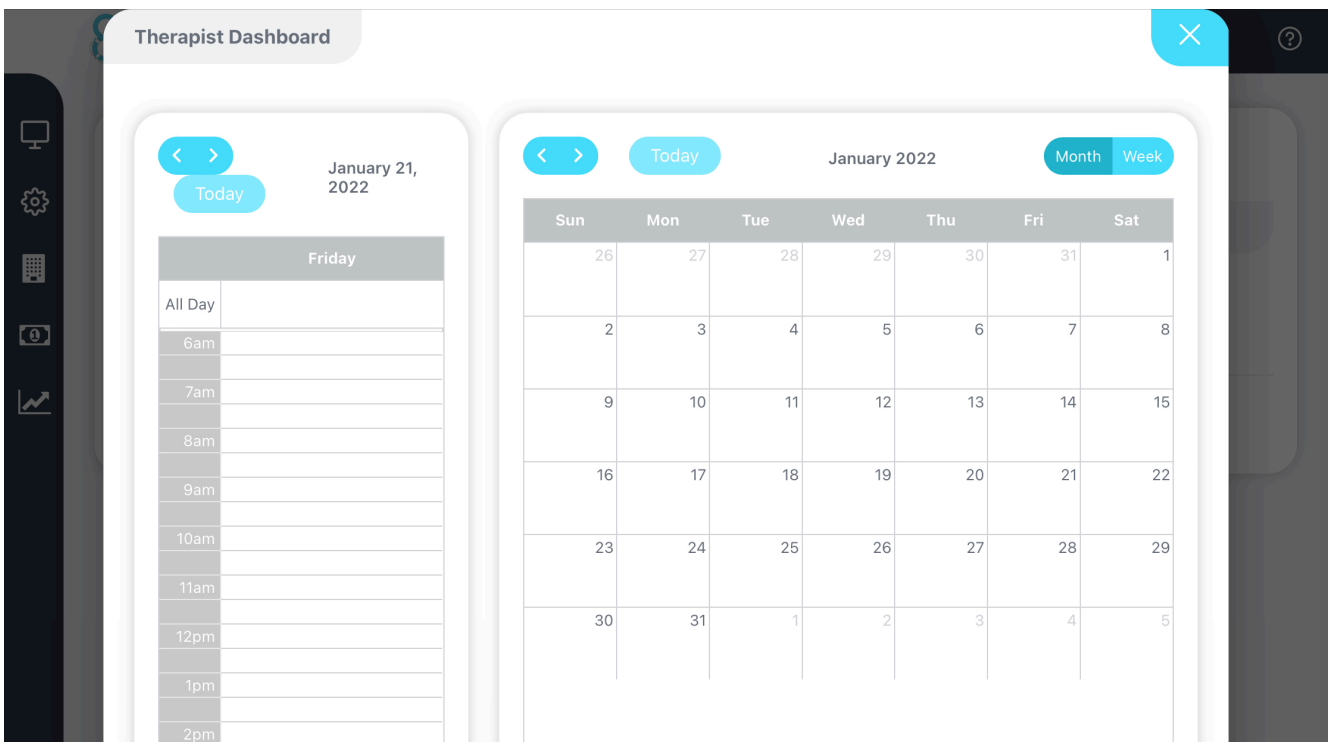 Therapist Dashboard
Today
January 21,
2022
Friday
All Day
6am
7am
8am
9am
10am
11am
12pm
1pm
2pm
Today
January 2022
Month Week
Sun Mon Tue Wed Thu Fri Sat
26 27 28 29 30 31 1
2 3 4 5 6 7 8
9 10 11 12 13 14 15
16 17 18 19 20 21 22
23 24 25 26 27 28 29
30 31 1 2 3 4 5